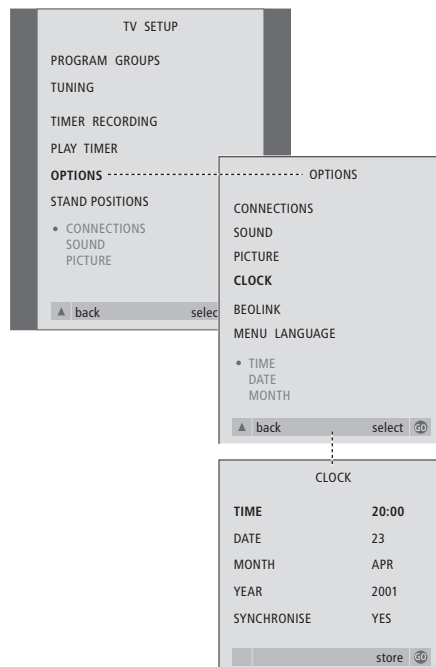 TV SETUP
PROGRAM GROUPS
TUNING
TIMER RECORDING
PLAY TIMER
OPTIONS
STAND POSITIONS
• CONNECTIONS
SOUND
PICTURE
▲ back selec
OPTIONS
CONNECTIONS
SOUND
PICTURE
CLOCK
BEOLINK
MENU LANGUAGE
• TIME
DATE
MONTH
▲ back select GO
CLOCK
TIME 20:00
DATE 23
MONTH APR
YEAR 2001
SYNCHRONISE YES
store GO